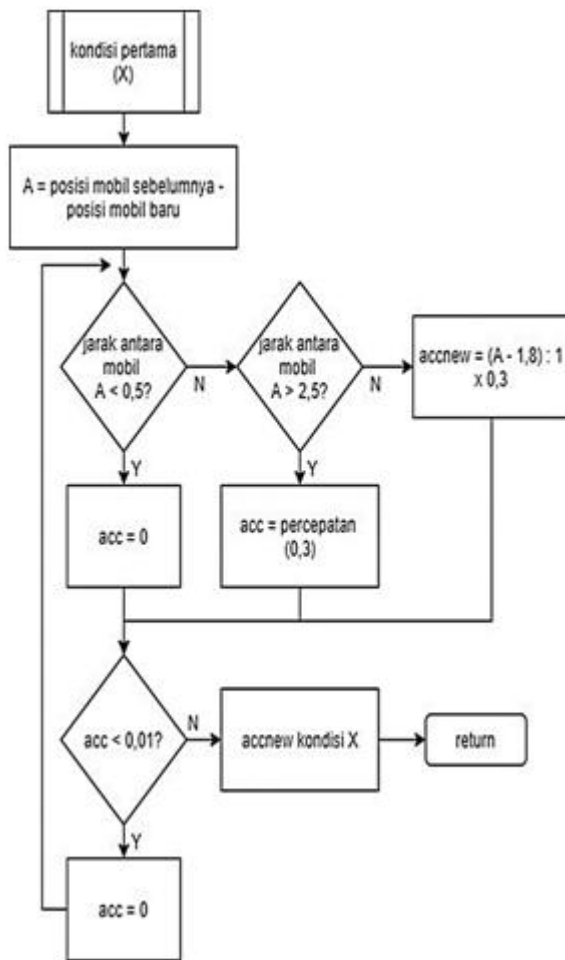 kondisi pertama
(X)
A = posisi mobil sebelumnya -
posisi mobil baru
jarak antara
mobil
A < 0,5?
N
jarak antara
mobil
A > 2,5?
N
accnew = (A - 1,8) : 1
x 0,3
Y
Y
acc = 0
acc = percepatan
(0,3)
acc < 0,01?
N
accnew kondisi X
return
Y
acc = 0